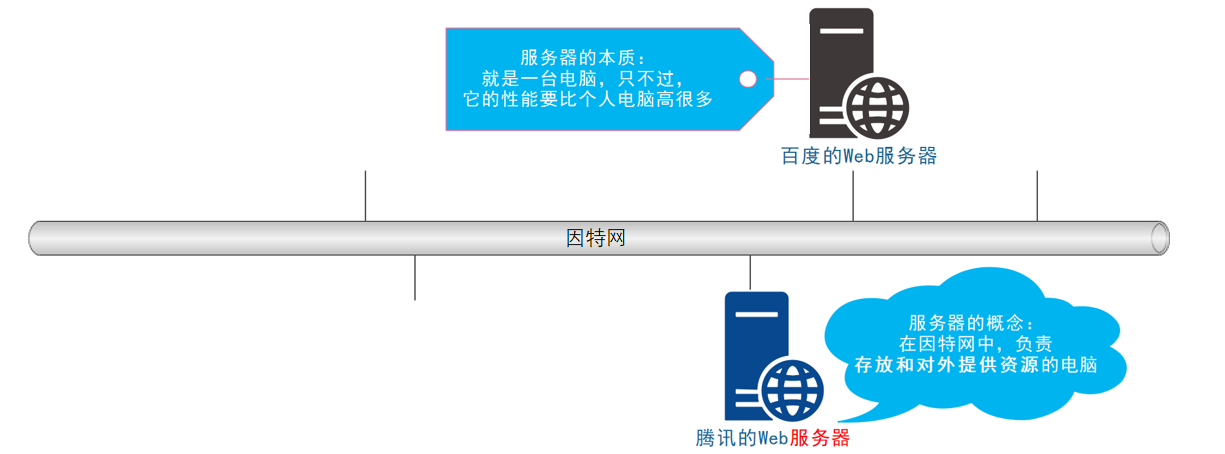 服务器的本质：
就是一台电脑，只不过，
它的性能要比个人电脑高很多
百度的Web服务器
因特网
服务器的概念：
在因特网中，负责
存放和对外提供资源的电脑
腾讯的Web服务器